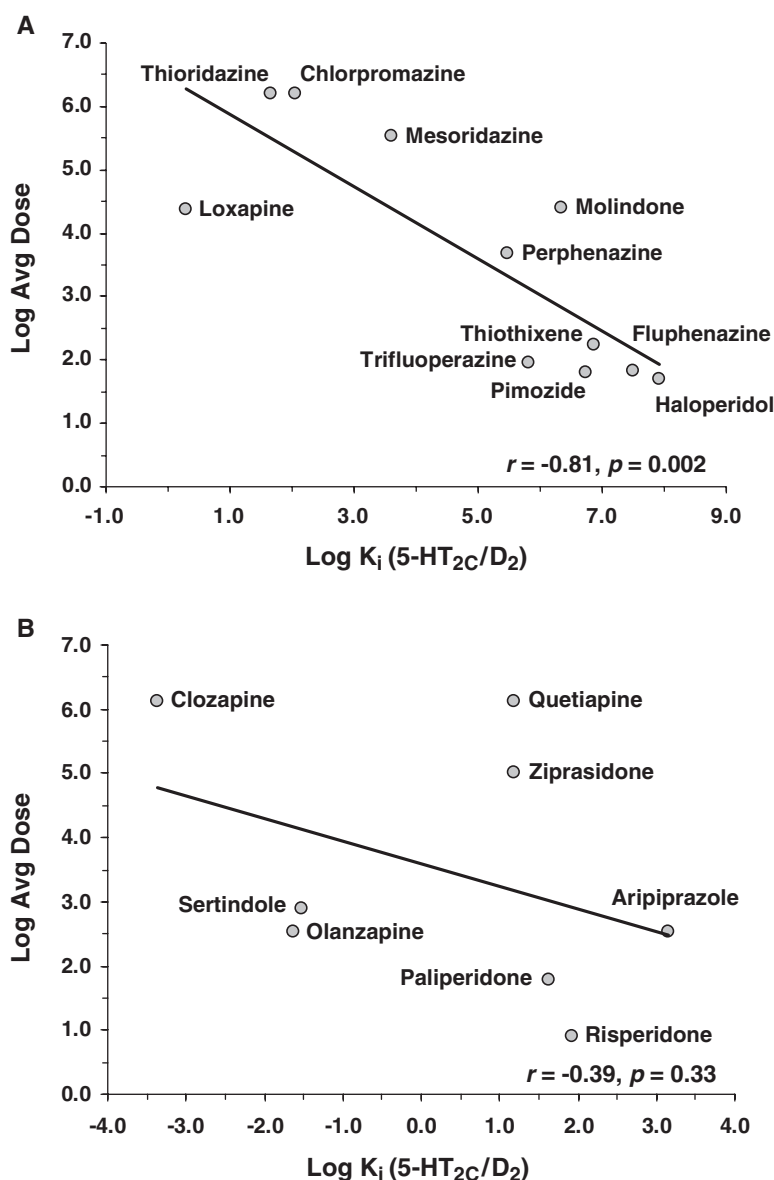 A
7.0
6.0
5.0
4.0
3.0
2.0
1.0
0.0
Log Avg Dose
Thioridazine
Chlorpromazine
Mesoridazine
Loxapine
Molindone
Perphenazine
Thiothixene
Fluphenazine
Trifluoperazine
Pimozide
Haloperidol
r = -0.81, p = 0.002
-1.0 1.0 3.0 5.0 7.0 9.0
Log Ki (5-HT2C/D2)
B
7.0
6.0
5.0
4.0
3.0
2.0
1.0
0.0
Log Avg Dose
Clozapine
Quetiapine
Ziprasidone
Sertindole
Olanzapine
Aripiprazole
Paliperidone
Risperidone
r = -0.39, p = 0.33
-4.0 -3.0 -2.0 -1.0 0.0 1.0 2.0 3.0 4.0
Log Ki (5-HT2C/D2)